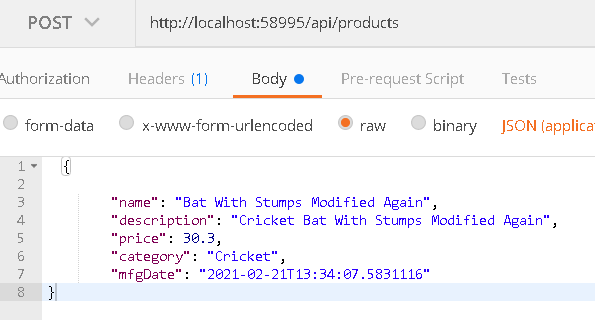 POST http://localhost:58995/api/products
Authorization Headers (1) Body Pre-request Script Tests
form-data x-www-form-urlencoded raw binary JSON (applica
1 {
2
3 "name": "Bat With Stumps Modified Again",
4 "description": "Cricket Bat With Stumps Modified Again",
5 "price": 30.3,
6 "category": "Cricket",
7 "mfgDate": "2021-02-21T13:34:07.5831116"
8 }